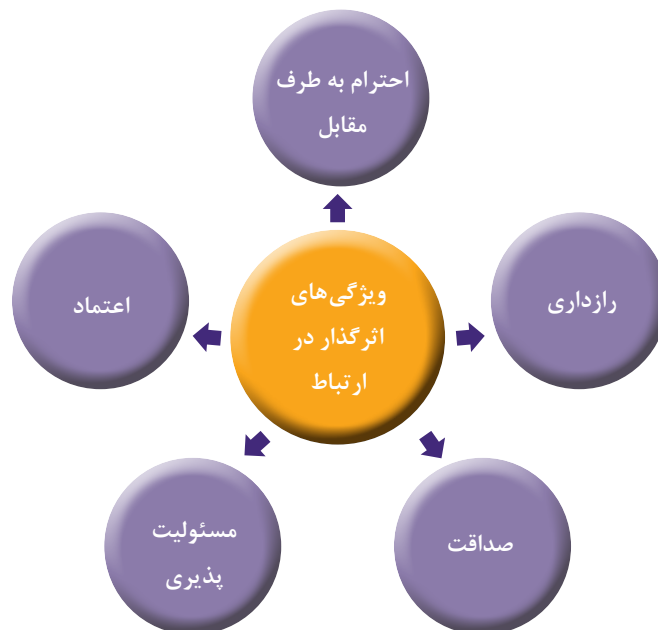 احترام به طرف
مقابل
رازداری
ویژگی‌های
اثرگذار در
ارتباط
اعتماد
صداقت
مسئولیت
پذیری